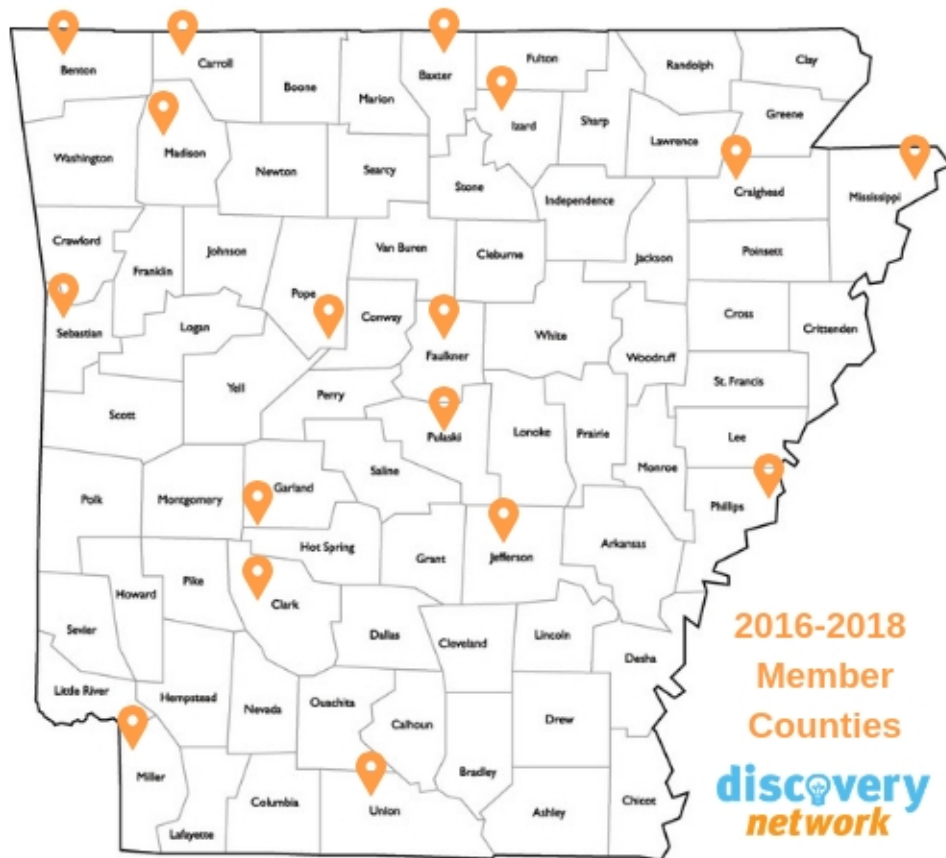 Benton
Carroll
Boone
Marion
Baxter
Fulton
Randolph
Clay
Izard
Sharp
Lawrence
Greene
Washington
Madison
Newton
Searcy
Stone
Independence
Craighead
Mississippi
Crawford
Franklin
Johnson
Van Buren
Cleburne
Jackson
Poinsett
Pope
Conway
Faulkner
White
Woodruff
Cross
Crittenden
Sebastian
Logan
Yell
Perry
St. Francis
Scott
Pulaski
Lonoke
Prairie
Lee
Monroe
Saline
Garland
Montgomery
Polk
Phillips
Hot Spring
Grant
Jefferson
Arkansas
Howard
Pike
Clark
Sevier
Dallas
Cleveland
Lincoln
Desha
Little River
Hempstead
Nevada
Ouachita
Calhoun
Drew
Miller
Columbia
Union
Bradley
Ashley
Chicot
Lafayette
2016-2018
Member
Counties
discovery
network